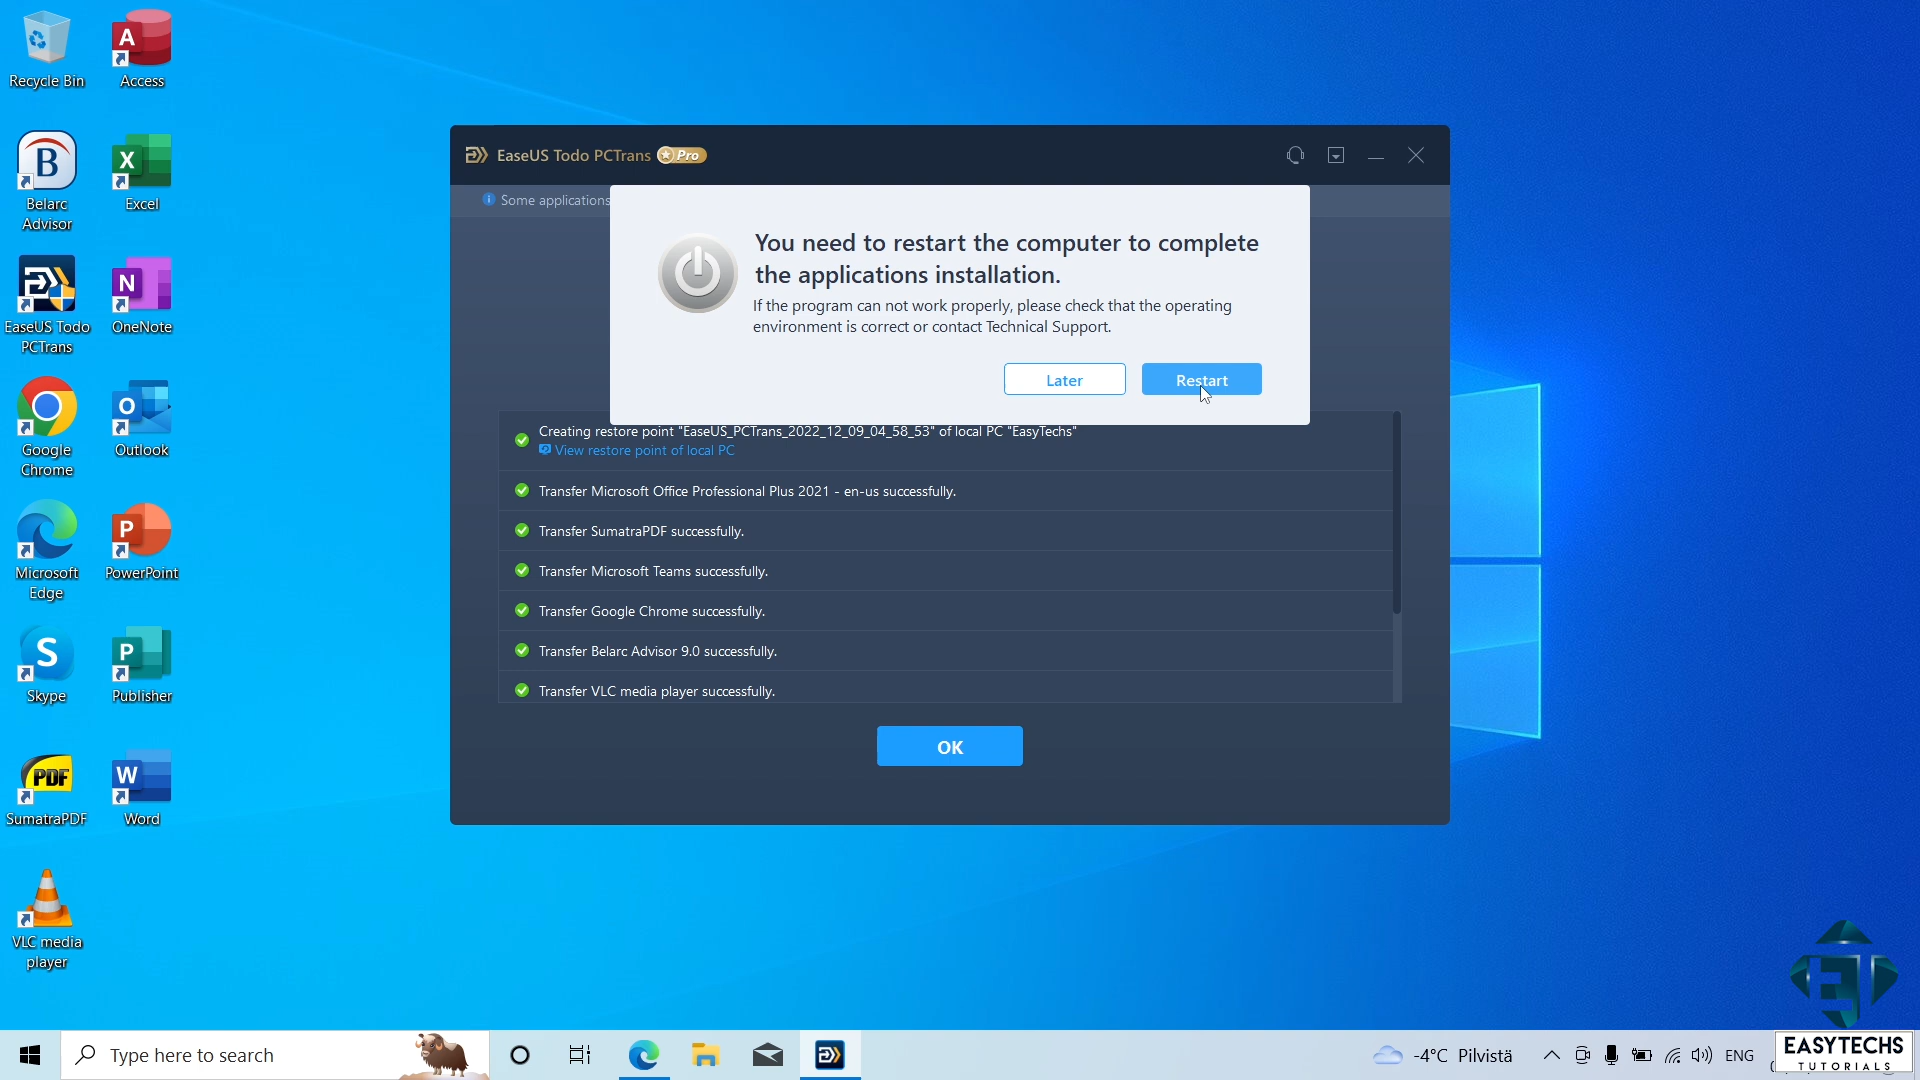 Recycle Bin
Access
Belarc
Advisor
Excel
EaseUS Todo
PCTrans
OneNote
Google
Chrome
Outlook
Microsoft
Edge
PowerPoint
Skype
Publisher
SumatraPDF
Word
VLC media
player
EaseUS Todo PCTrans Pro
Some applications
You need to restart the computer to complete
the applications installation.
If the program can not work properly, please check that the operating
environment is correct or contact Technical Support.
Later
Restart
Creating restore point "EaseUS_PCTrans_2022_12_09_04_58_53" of local PC "EasyTechs"
View restore point of local PC
Transfer Microsoft Office Professional Plus 2021 - en-us successfully.
Transfer SumatraPDF successfully.
Transfer Microsoft Teams successfully.
Transfer Google Chrome successfully.
Transfer Belarc Advisor 9.0 successfully.
Transfer VLC media player successfully.
OK
Type here to search
-4°C Pilvistä
ENG
EASYTECHS
TUTORIALS